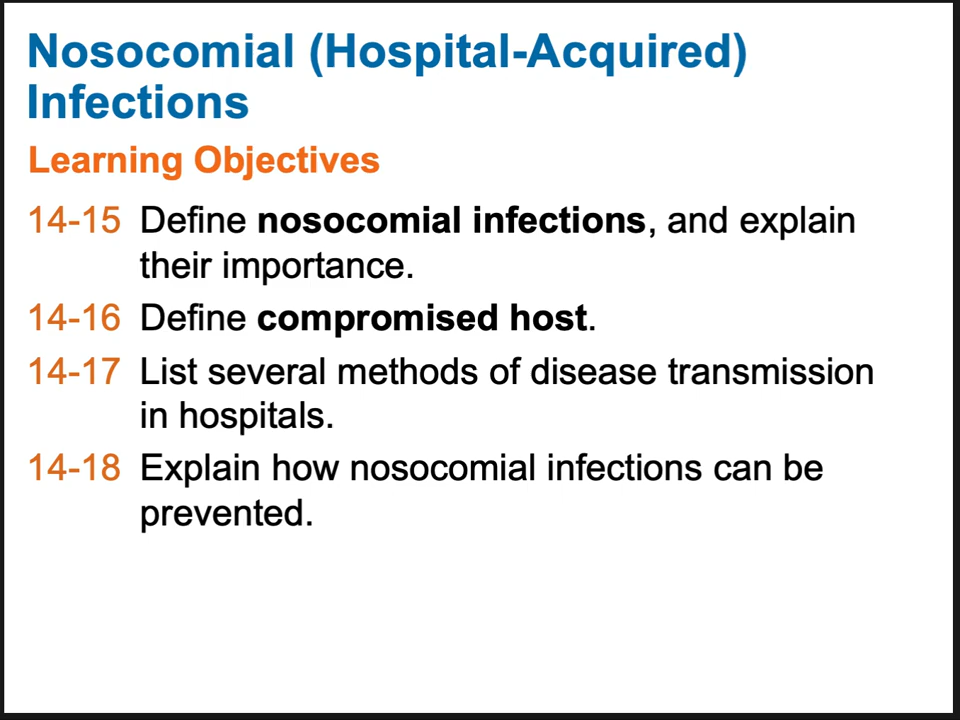 Nosocomial (Hospital-Acquired)
Infections
Learning Objectives
14-15 Define nosocomial infections, and explain
their importance.
14-16 Define compromised host.
14-17 List several methods of disease transmission
in hospitals.
14-18 Explain how nosocomial infections can be
prevented.